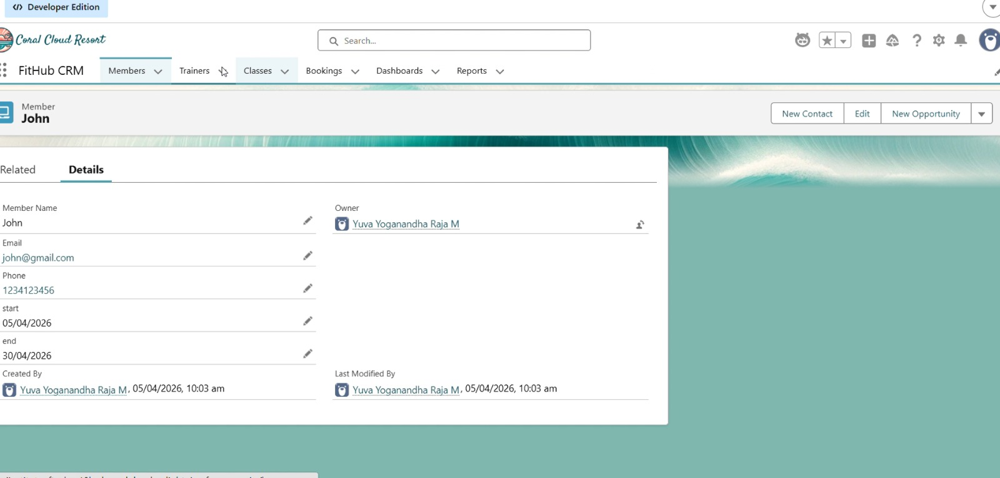 </> Developer Edition
Coral Cloud Resort
Search...
FitHub CRM
Members
Trainers
Classes
Bookings
Dashboards
Reports
Member
John
New Contact
Edit
New Opportunity
Related
Details
Member Name
John
Owner
Yuva Yoganandha Raja M
Email
john@gmail.com
Phone
1234123456
start
05/04/2026
end
30/04/2026
Created By
Yuva Yoganandha Raja M, 05/04/2026, 10:03 am
Last Modified By
Yuva Yoganandha Raja M, 05/04/2026, 10:03 am